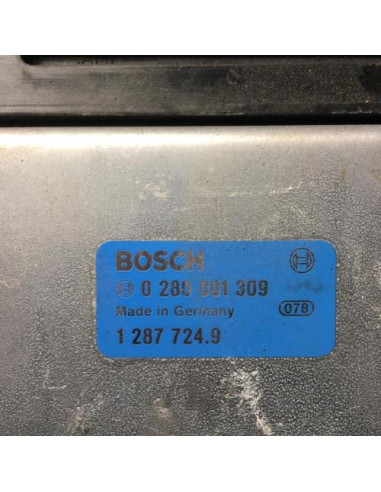 BOSCH
0 280 001 309
Made in Germany
078
1 287 724.9